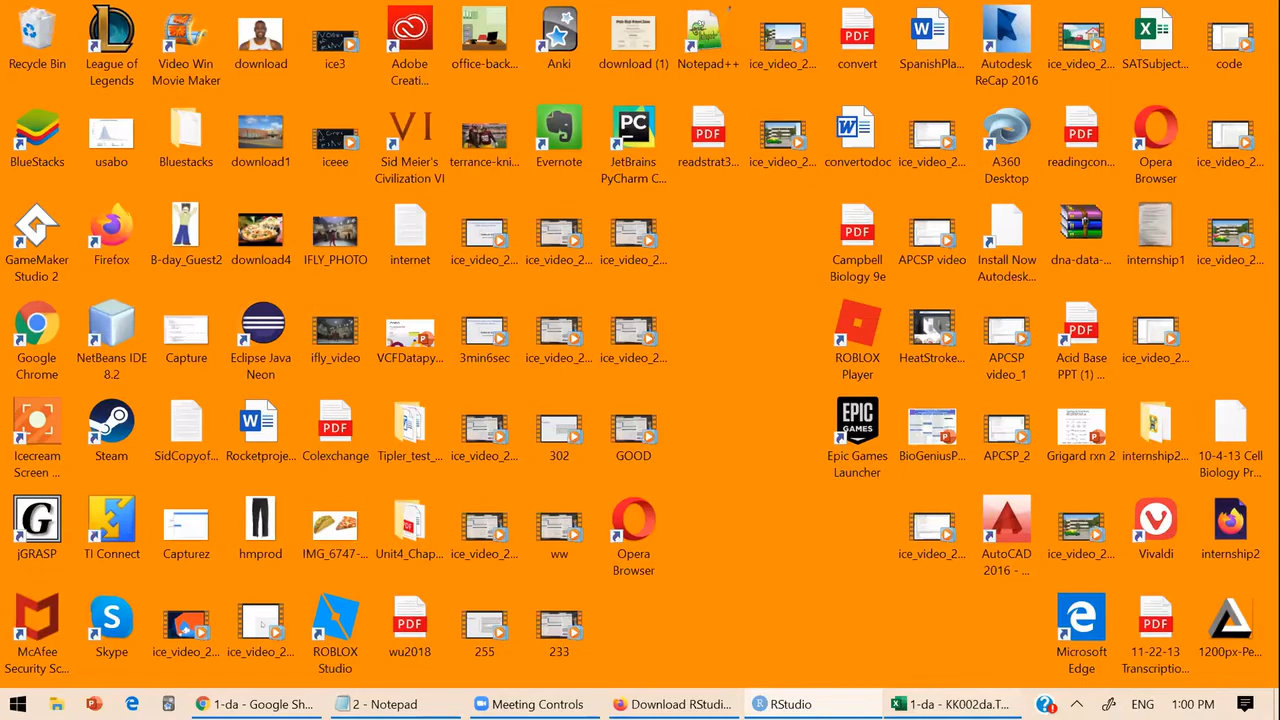 Recycle Bin
League of
Legends
Video Win
Movie Maker
download
ice3
Adobe
Creati...
office-back...
Anki
download (1)
Notepad++
ice_video_2...
convert
SpanishPla...
Autodesk
ReCap 2016
ice_video_2...
SATSubject...
code
BlueStacks
usabo
Bluestacks
download1
iceee
Sid Meier's
Civilization VI
terrance-kni...
Evernote
JetBrains
PyCharm C...
readstrat3...
ice_video_2...
convertodoc
ice_video_2...
A360
Desktop
readingcon...
Opera
Browser
ice_video_2...
GameMaker
Studio 2
Firefox
B-day_Guest2
download4
IFLY_PHOTO
internet
ice_video_2...
ice_video_2...
ice_video_2...
Campbell
Biology 9e
APCSP video
Install Now
Autodesk...
dna-data-...
internship1
ice_video_2...
Google
Chrome
NetBeans IDE
8.2
Capture
Eclipse Java
Neon
ifly_video
VCFDatapy...
3min6sec
ice_video_2...
ice_video_2...
ROBLOX
Player
HeatStroke...
APCSP
video_1
Acid Base
PPT (1) ...
ice_video_2...
Icecream
Screen ...
Steam
SidCopyof...
Rocketproje...
Colexchange
Tipler_test_...
ice_video_2...
302
GOOD
EPIC
GAMES
Epic Games
Launcher
BioGeniusP...
APCSP_2
Grigard rxn 2
internship2...
10-4-13 Cell
Biology Pr...
jGRASP
TI Connect
Capturez
hmprod
IMG_6747-...
Unit4_Chap...
ice_video_2...
ww
Opera
Browser
ice_video_2...
AutoCAD
2016 - ...
ice_video_2...
Vivaldi
internship2
McAfee
Security Sc...
Skype
ice_video_2...
ice_video_2...
ROBLOX
Studio
wu2018
255
233
Microsoft
Edge
11-22-13
Transcriptio...
1200px-Pe...
1-da - Google Sh...
2 - Notepad
Meeting Controls
Download RStudi...
RStudio
1-da - KK002da.T...
ENG
1:00 PM